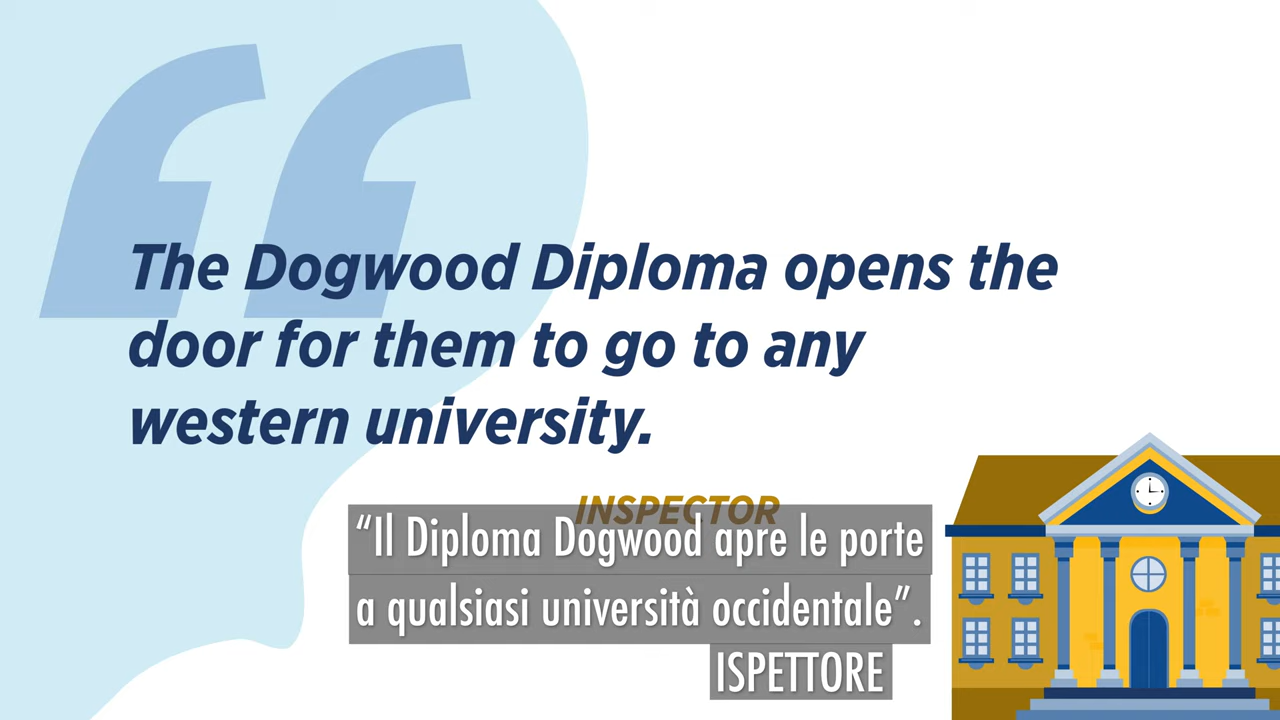 The Dogwood Diploma opens the
door for them to go to any
western university.
INSPECTOR
“Il Diploma Dogwood apre le porte
a qualsiasi università occidentale”.
ISPETTORE